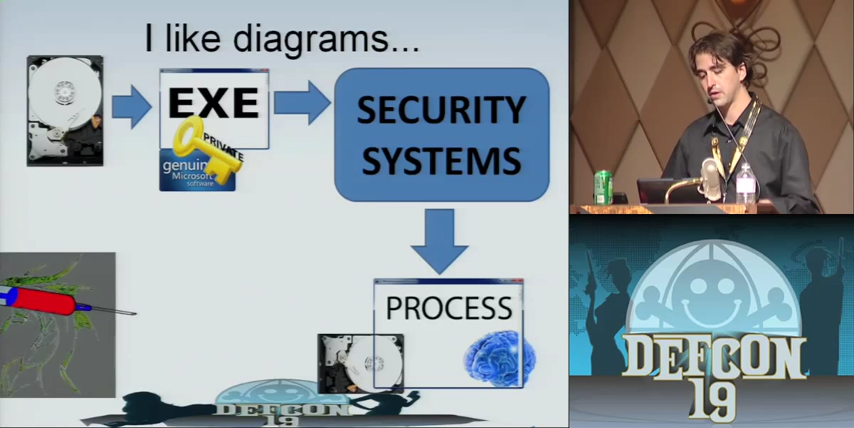 I like diagrams...
EXE
PRIVATE
genuine
Microsoft
software
SECURITY
SYSTEMS
PROCESS
DEFCON
19
DEFCON
19